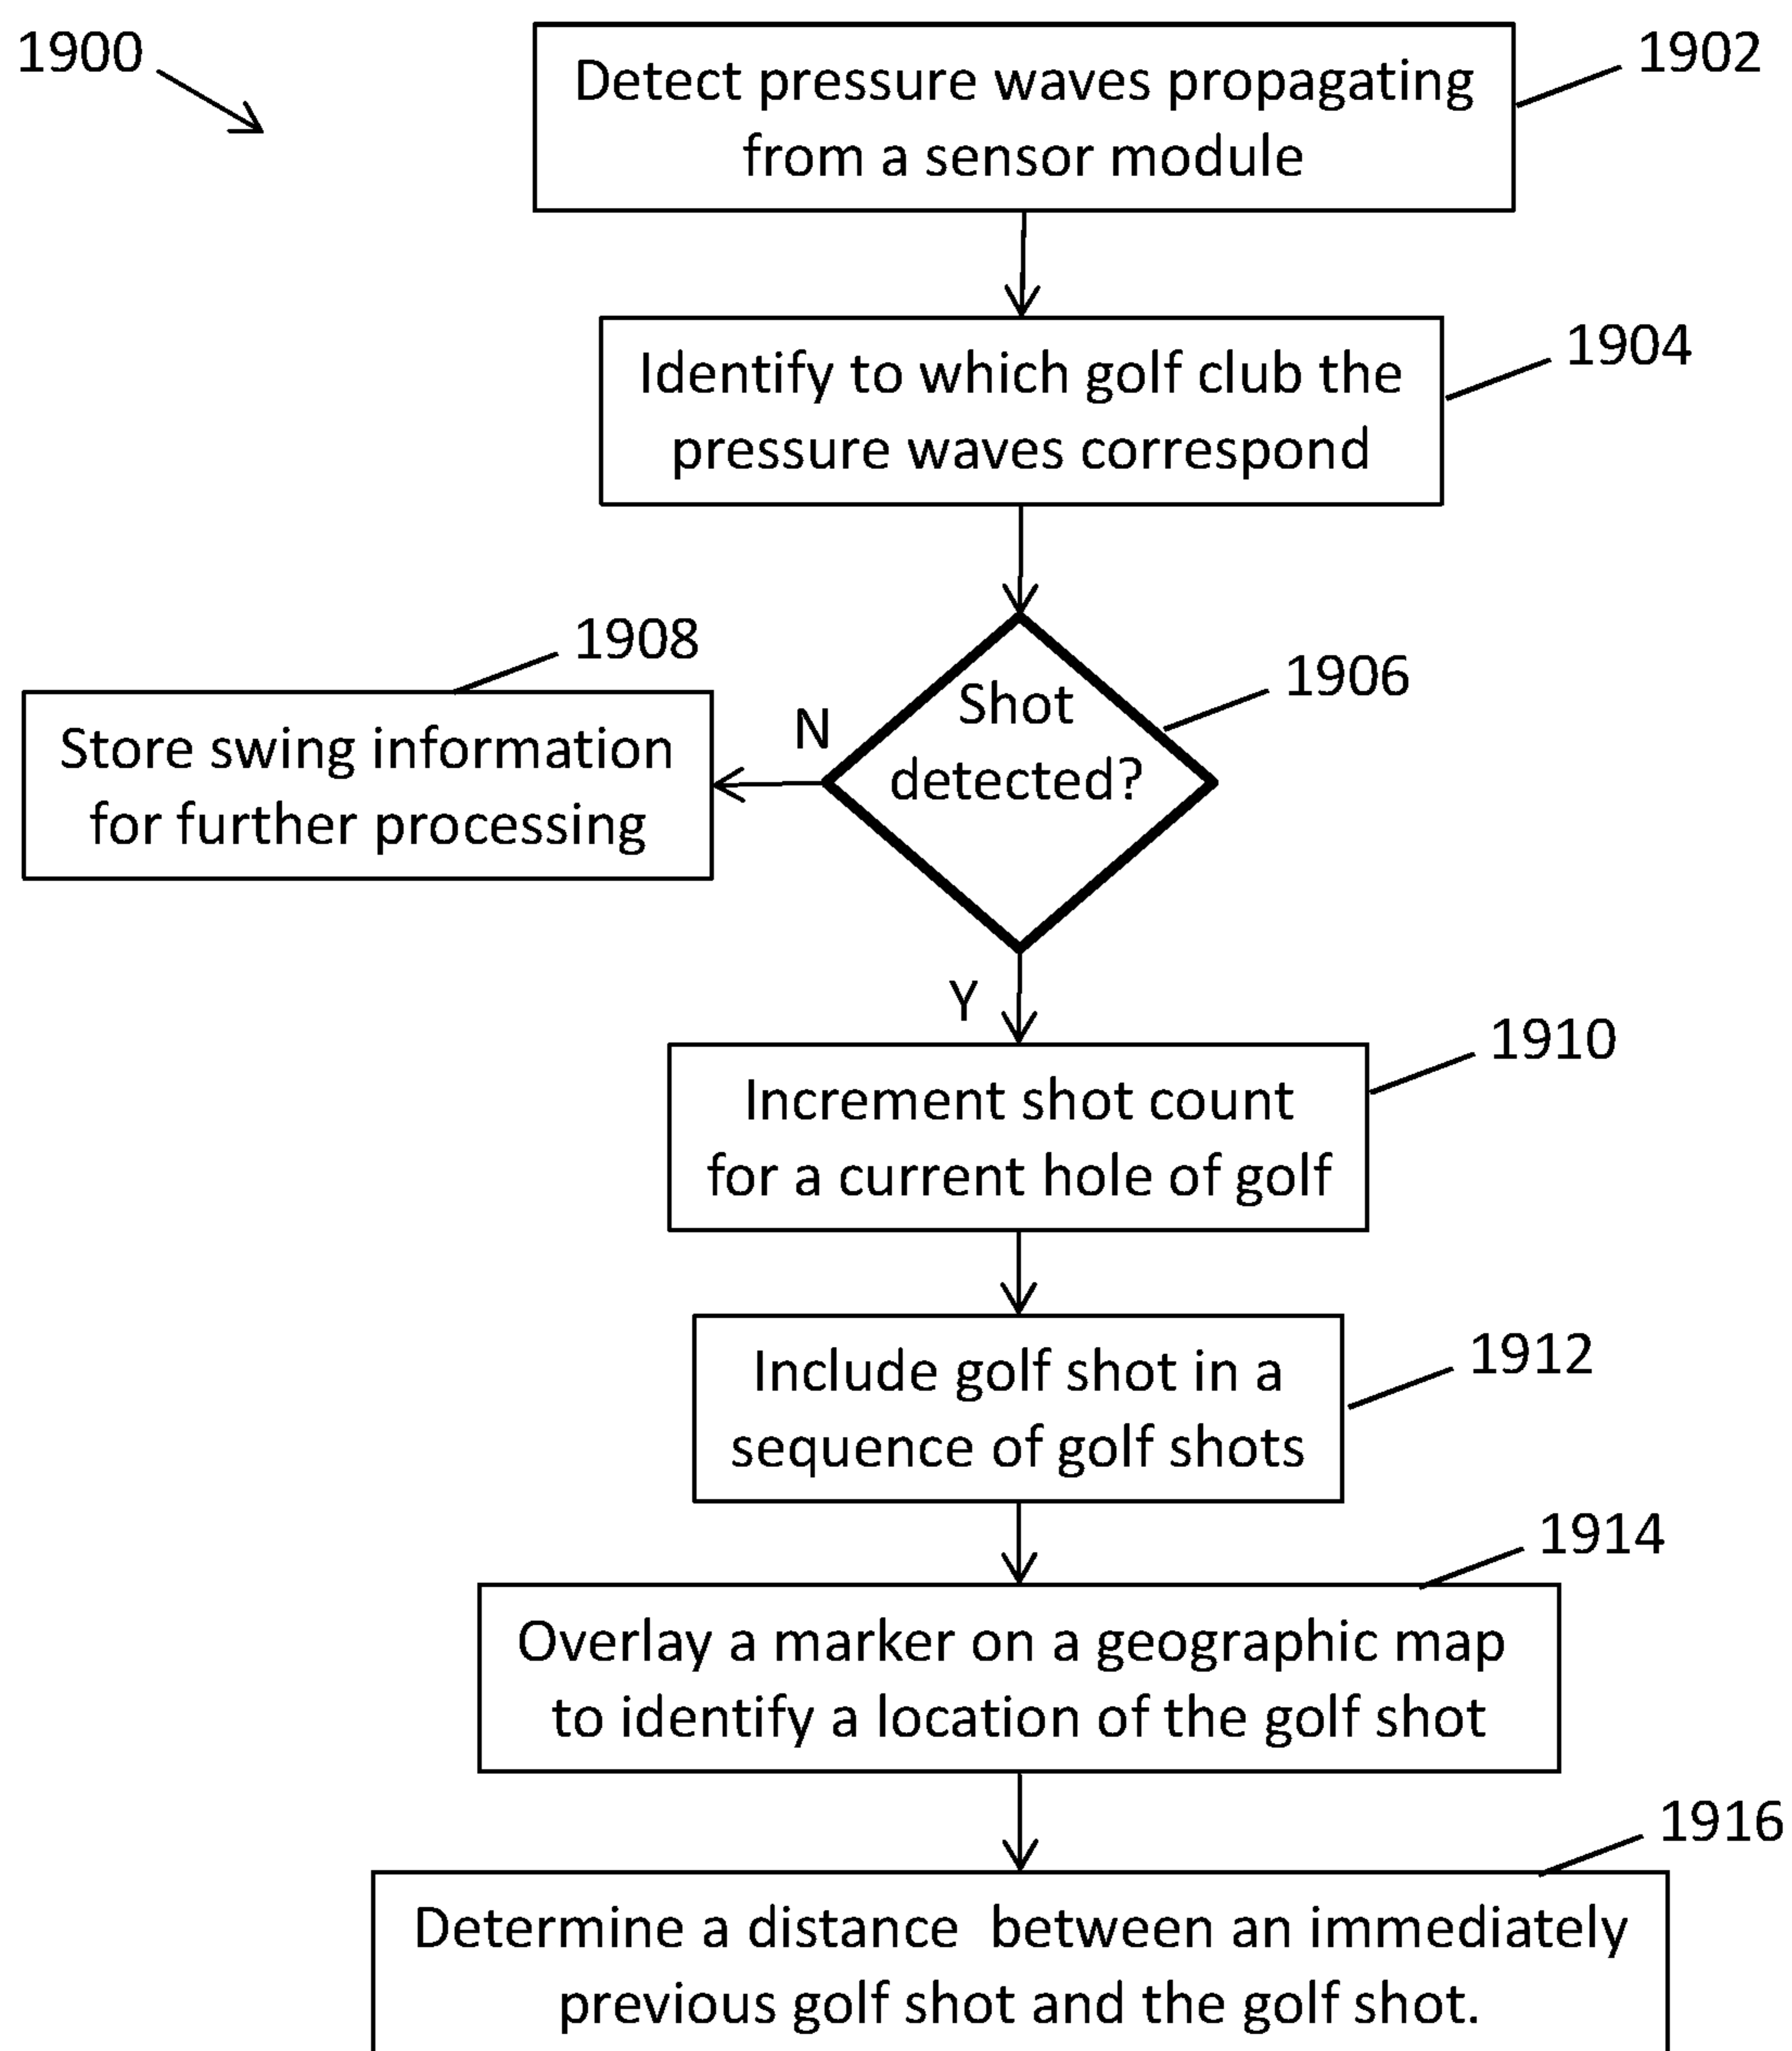 1900
1902
Detect pressure waves propagating
from a sensor module
1904
Identify to which golf club the
pressure waves correspond
1906
Shot
detected?
N
1908
Store swing information
for further processing
Y
1910
Increment shot count
for a current hole of golf
1912
Include golf shot in a
sequence of golf shots
1914
Overlay a marker on a geographic map
to identify a location of the golf shot
1916
Determine a distance  between an immediately
previous golf shot and the golf shot.